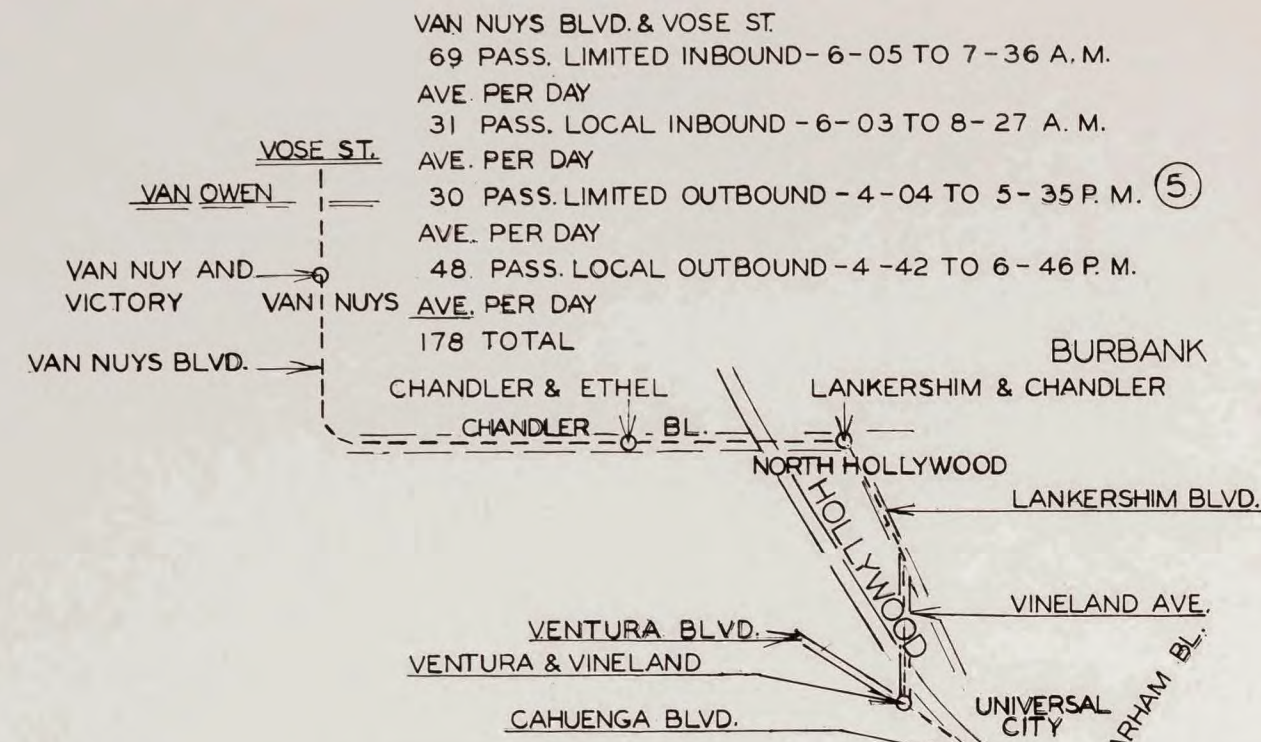 VAN NUYS BLVD. & VOSE ST.
69 PASS. LIMITED INBOUND - 6-05 TO 7-36 A.M.
AVE. PER DAY
31 PASS. LOCAL INBOUND - 6-03 TO 8-27 A.M.
AVE. PER DAY
30 PASS. LIMITED OUTBOUND - 4-04 TO 5-35 P.M. 5
AVE. PER DAY
48 PASS. LOCAL OUTBOUND - 4-42 TO 6-46 P.M.
AVE. PER DAY
178 TOTAL
VOSE ST.
VAN OWEN
VAN NUY AND
VICTORY
VAN NUYS
VAN NUYS BLVD.
BURBANK
CHANDLER & ETHEL
LANKERSHIM & CHANDLER
CHANDLER BL.
NORTH HOLLYWOOD
HOLLYWOOD
LANKERSHIM BLVD.
VINELAND AVE.
VENTURA BLVD.
VENTURA & VINELAND
CAHUENGA BLVD.
UNIVERSAL
CITY
BL.